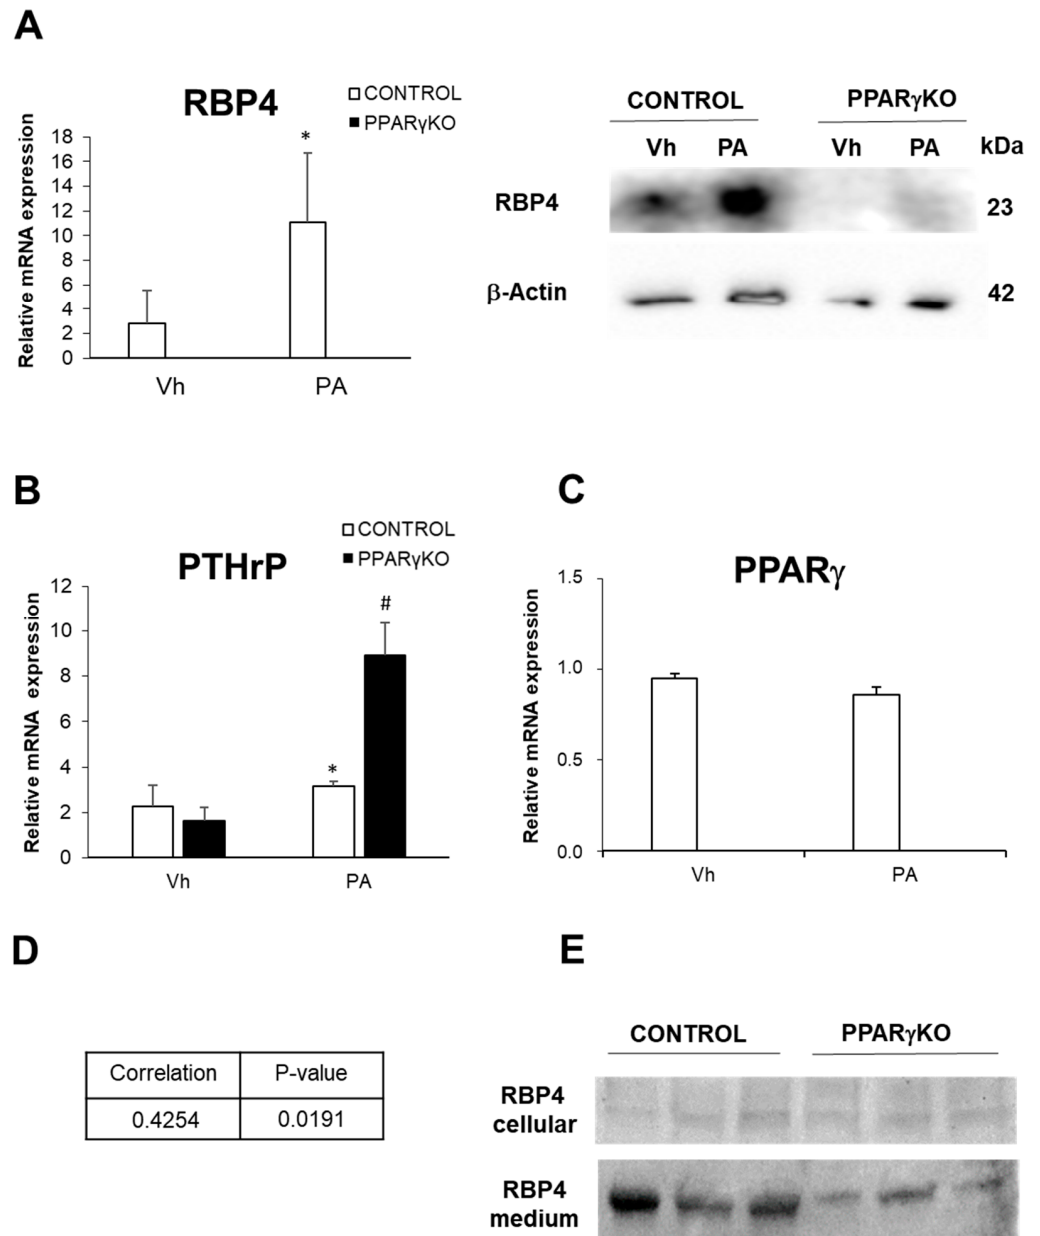 A
RBP4
CONTROL
PPARγKO
Relative mRNA expression
18
16
14
12
10
8
6
4
2
0
*
Vh
PA
CONTROL
PPARγKO
Vh
PA
Vh
PA
kDa
RBP4
23
β-Actin
42
B
PTHrP
CONTROL
PPARγKO
Relative mRNA expression
12
10
8
6
4
2
0
*
#
Vh
PA
C
PPARγ
Relative mRNA expression
1.5
1.0
0.5
0.0
Vh
PA
D
Correlation
P-value
0.4254
0.0191
E
CONTROL
PPARγKO
RBP4
cellular
RBP4
medium